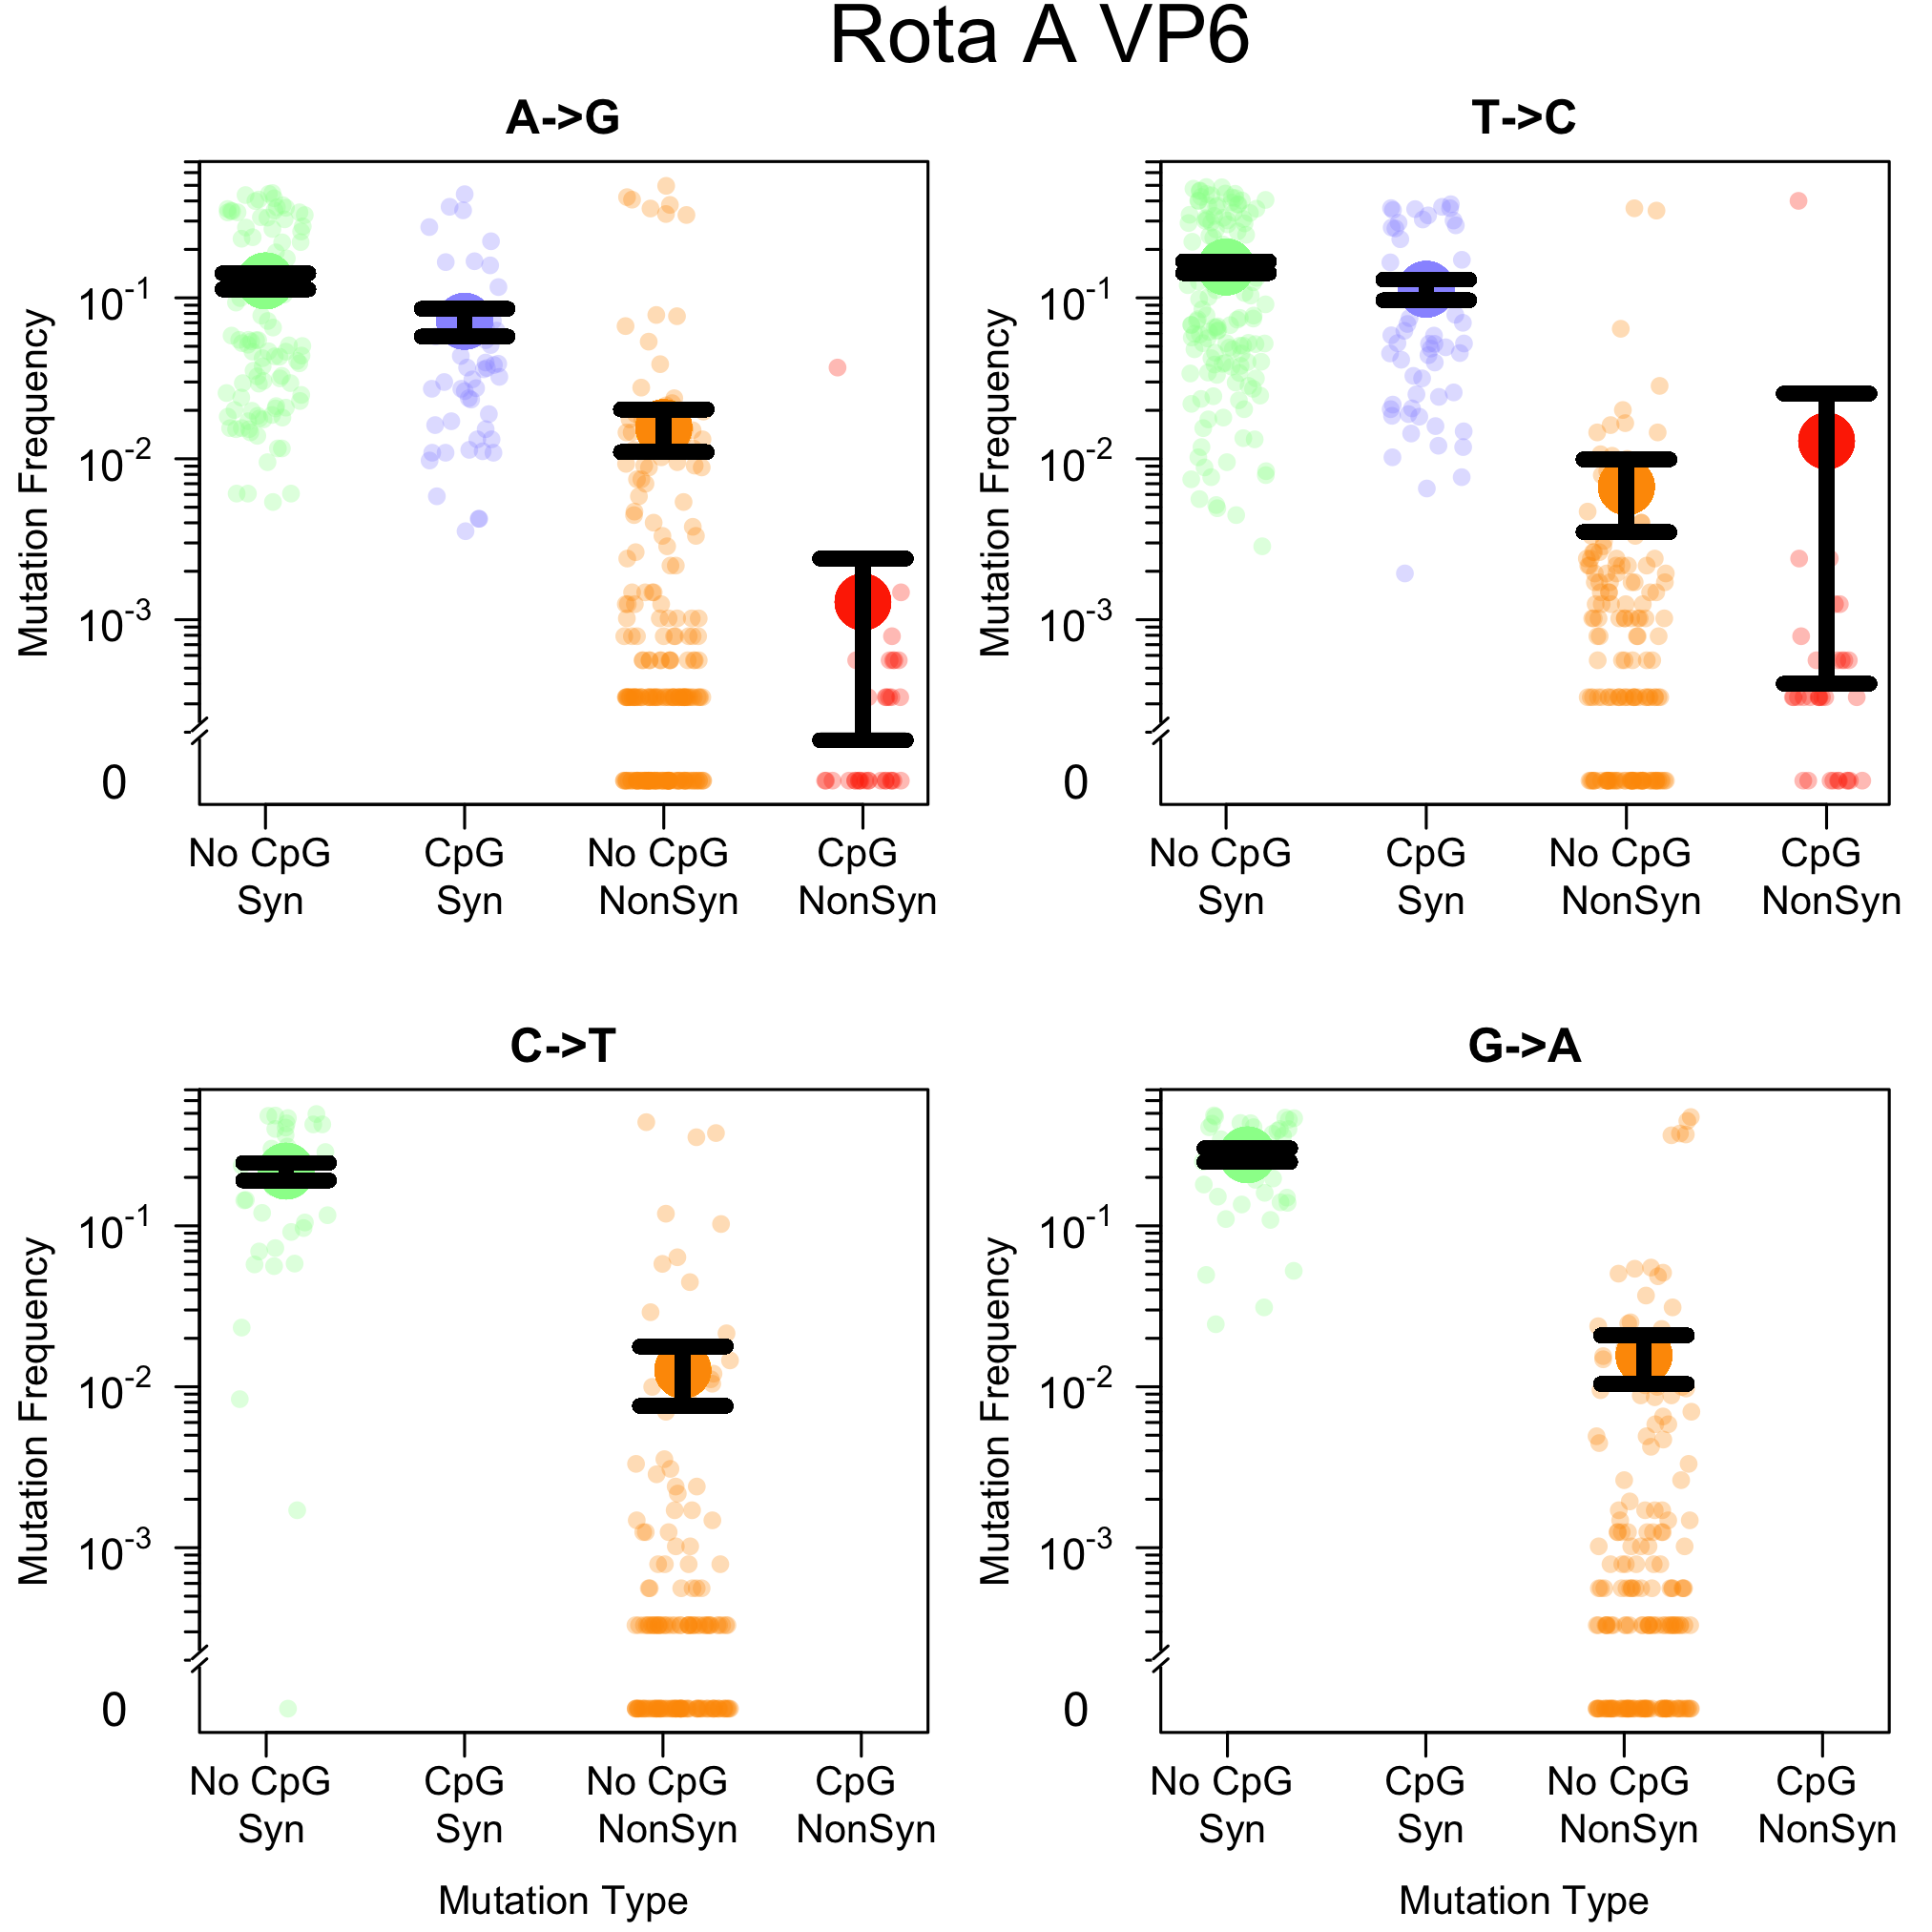 Rota A VP6
A->G
T->C
Mutation Frequency
10-1
10-2
10-3
0
Mutation Frequency
10-1
10-2
10-3
0
No CpG CpG No CpG CpG
Syn Syn NonSyn NonSyn
No CpG CpG No CpG CpG
Syn Syn NonSyn NonSyn
C->T
G->A
Mutation Frequency
10-1
10-2
10-3
0
Mutation Frequency
10-1
10-2
10-3
0
No CpG CpG No CpG CpG
Syn Syn NonSyn NonSyn
No CpG CpG No CpG CpG
Syn Syn NonSyn NonSyn
Mutation Type
Mutation Type